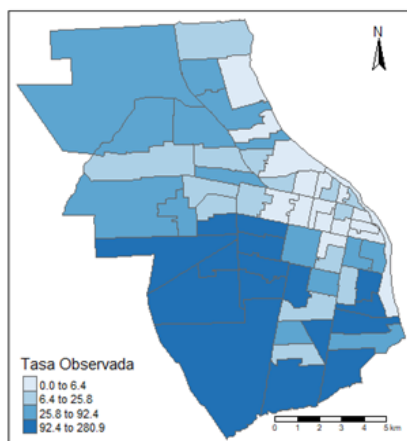 N
Tasa Observada
0.0 to 6.4
6.4 to 25.8
25.8 to 92.4
92.4 to 280.9
0 1 2 3 4 5 km